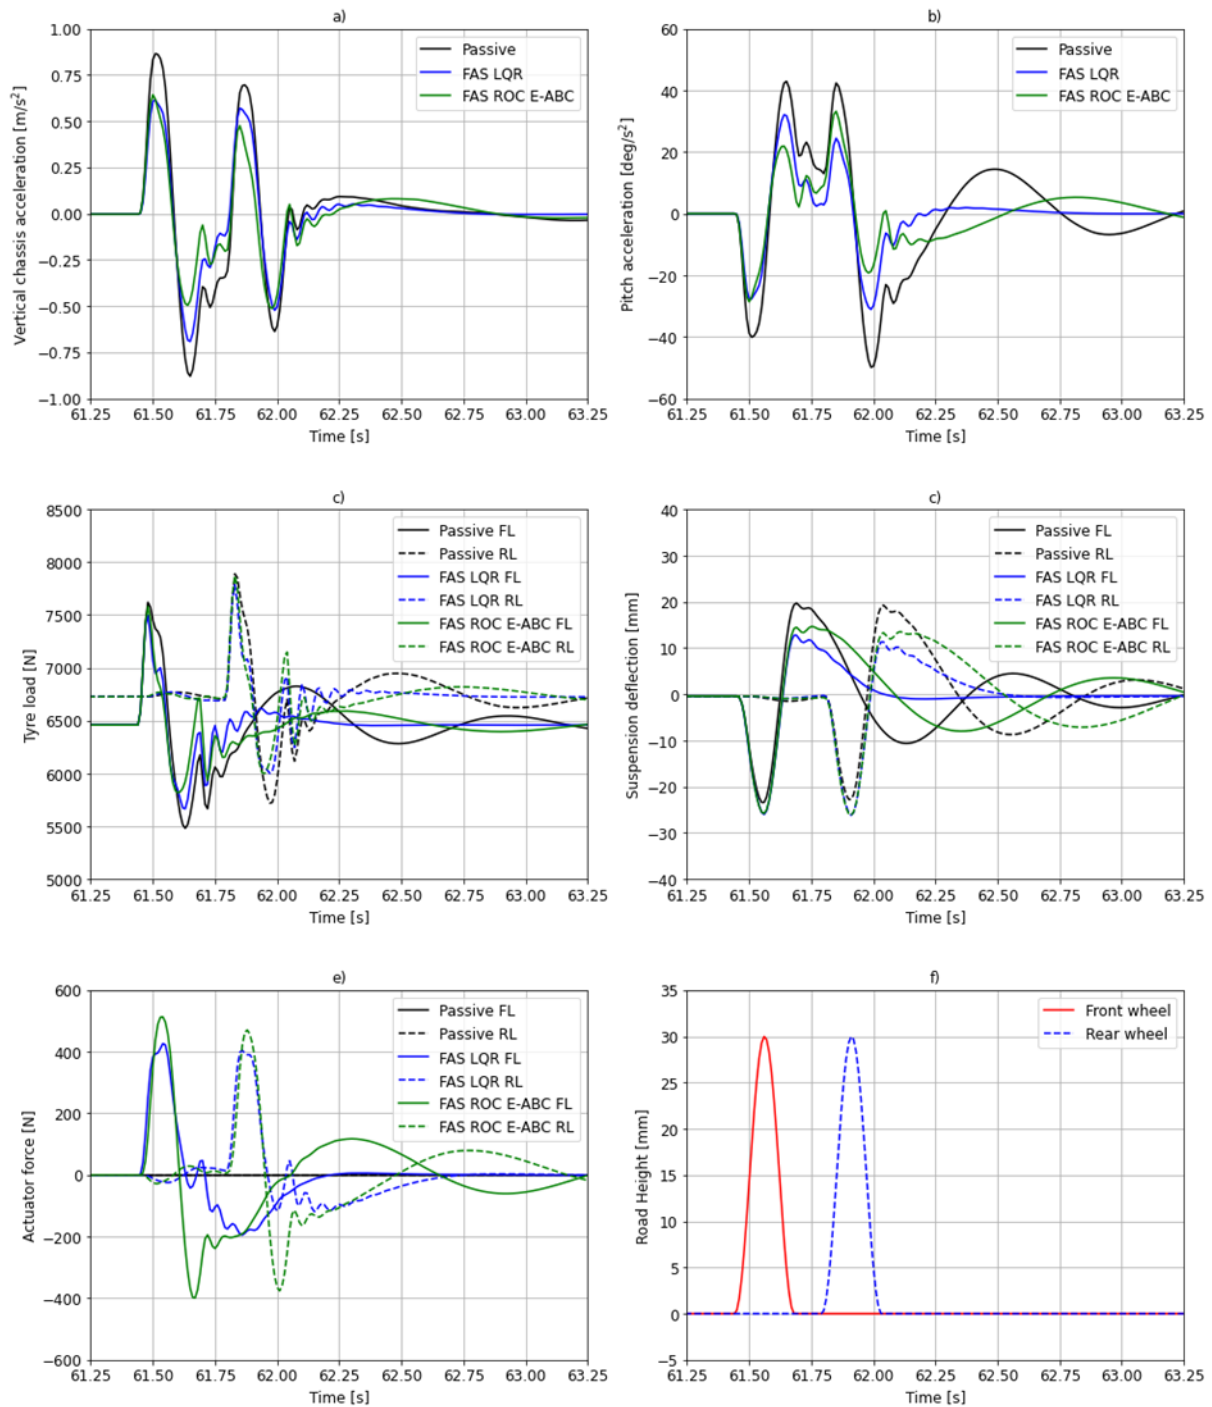 a)
Vertical chassis acceleration [m/s²]
1.00
0.75
0.50
0.25
0.00
−0.25
−0.50
−0.75
−1.00
Passive
FAS LQR
FAS ROC E-ABC
61.25 61.50 61.75 62.00 62.25 62.50 62.75 63.00 63.25
Time [s]
b)
Pitch acceleration [deg/s²]
60
40
20
0
−20
−40
−60
Passive
FAS LQR
FAS ROC E-ABC
61.25 61.50 61.75 62.00 62.25 62.50 62.75 63.00 63.25
Time [s]
c)
Tyre load [N]
8500
8000
7500
7000
6500
6000
5500
5000
Passive FL
Passive RL
FAS LQR FL
FAS LQR RL
FAS ROC E-ABC FL
FAS ROC E-ABC RL
61.25 61.50 61.75 62.00 62.25 62.50 62.75 63.00 63.25
Time [s]
c)
Suspension deflection [mm]
40
30
20
10
0
−10
−20
−30
−40
Passive FL
Passive RL
FAS LQR FL
FAS LQR RL
FAS ROC E-ABC FL
FAS ROC E-ABC RL
61.25 61.50 61.75 62.00 62.25 62.50 62.75 63.00 63.25
Time [s]
e)
Actuator force [N]
600
400
200
0
−200
−400
−600
Passive FL
Passive RL
FAS LQR FL
FAS LQR RL
FAS ROC E-ABC FL
FAS ROC E-ABC RL
61.25 61.50 61.75 62.00 62.25 62.50 62.75 63.00 63.25
Time [s]
f)
Road Height [mm]
35
30
25
20
15
10
5
0
−5
Front wheel
Rear wheel
61.25 61.50 61.75 62.00 62.25 62.50 62.75 63.00 63.25
Time [s]